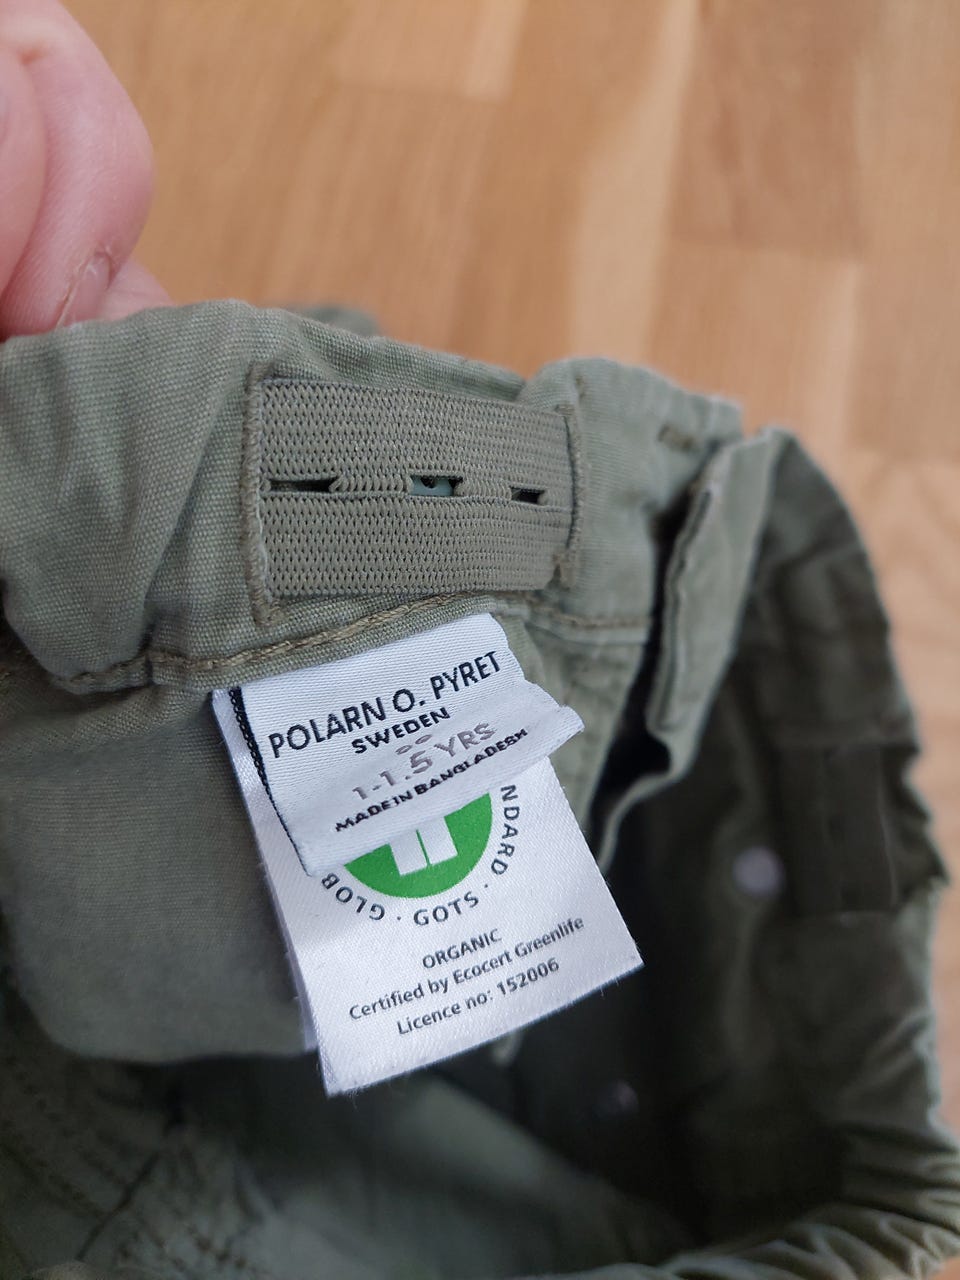 POLARN O. PYRET
SWEDEN
1-1.5 YRS
MADE IN BANGLADESH
GLOB
NDARD
· GOTS ·
ORGANIC
Certified by Ecocert Greenlife
Licence no: 152006